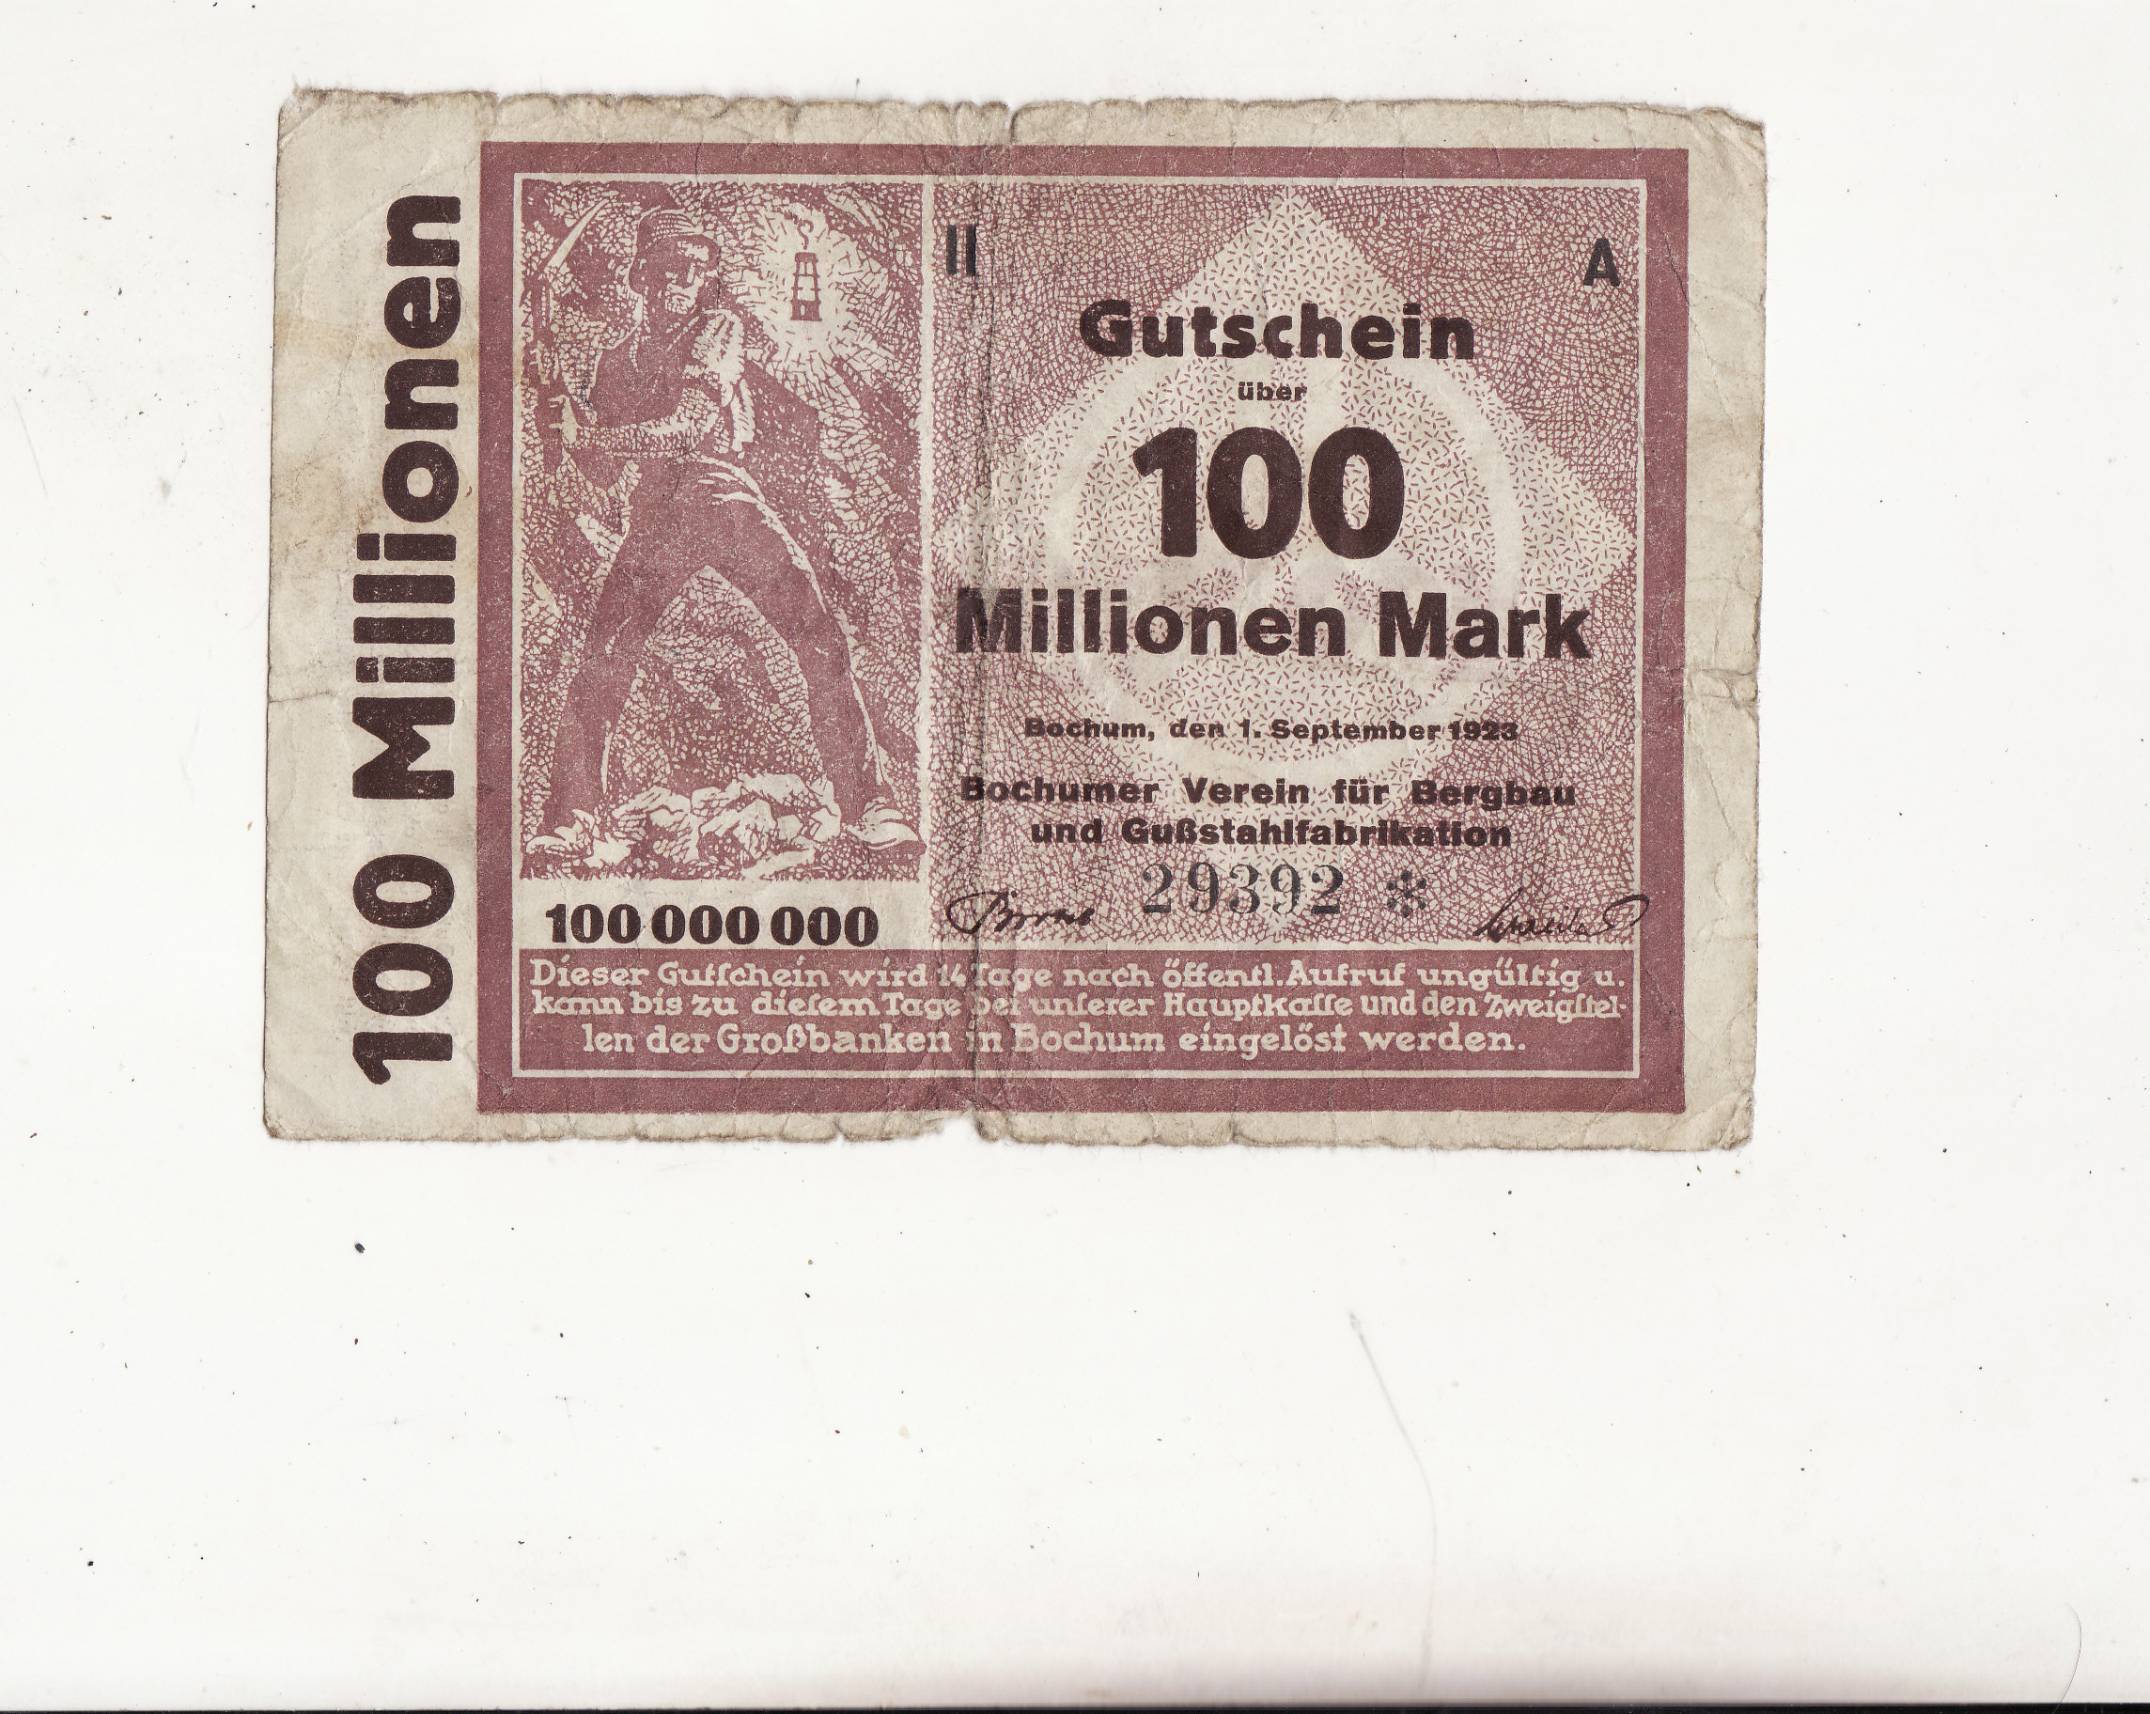 100 Millionen
II
A
Gutschein
über
100
Millionen Mark
Bochum, den 1. September 1923
Bochumer Verein für Bergbau
und Gußstahlfabrikation
29392 *
100 000 000
Dieser Gutſchein wird 14 Tage nach öffentl. Aufruf ungültig u.
kann bis zu dieſem Tage bei unſerer Hauptkaſſe und den Zweigſtel-
len der Großbanken in Bochum eingelöst werden.